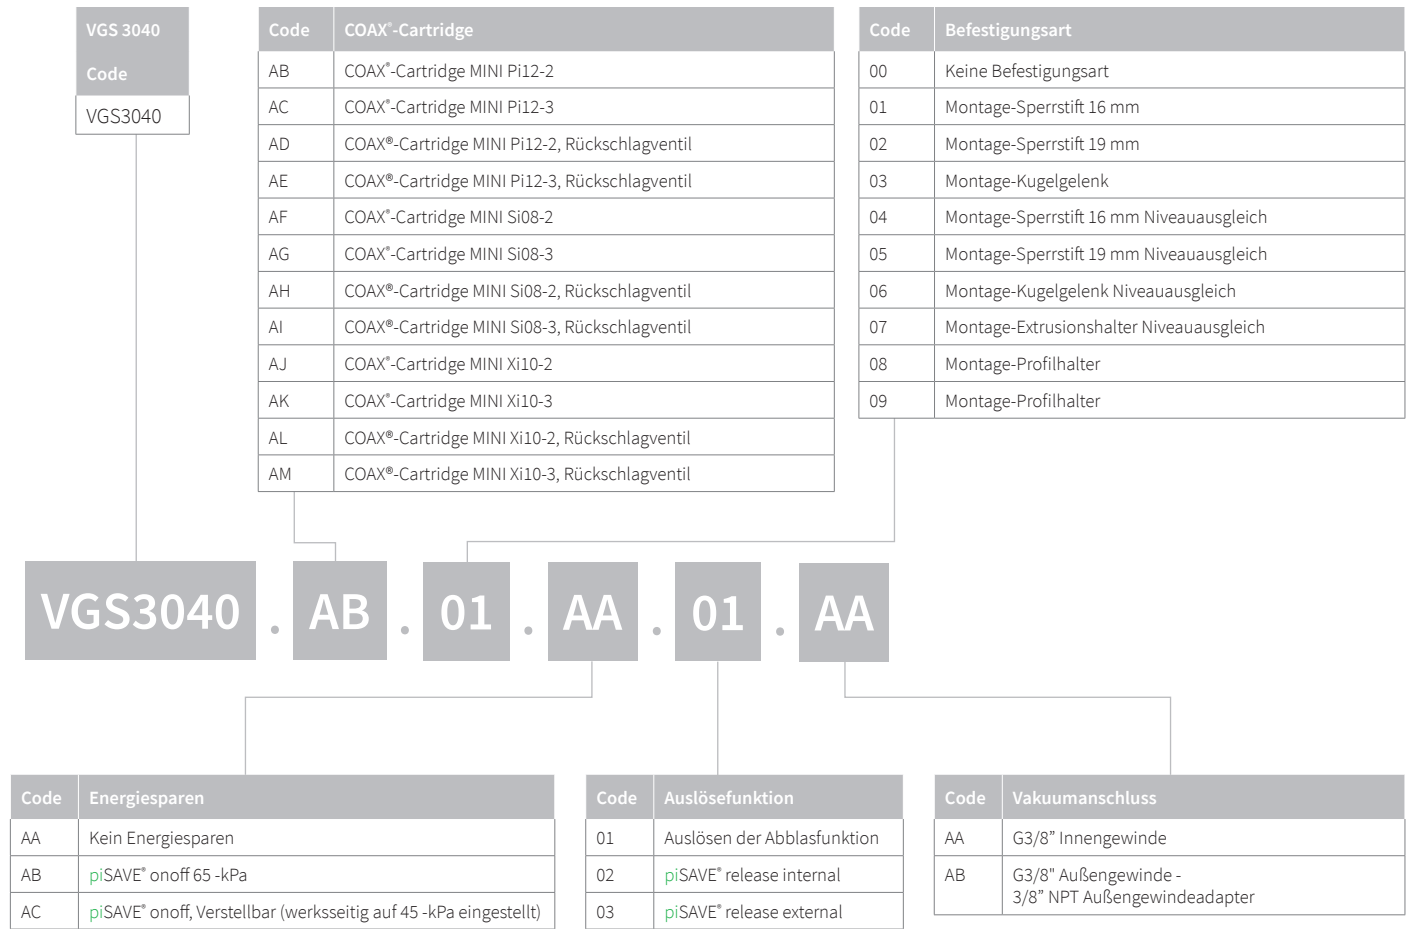 VGS 3040
Code
VGS3040
Code COAX®-Cartridge
AB COAX®-Cartridge MINI Pi12-2
AC COAX®-Cartridge MINI Pi12-3
AD COAX®-Cartridge MINI Pi12-2, Rückschlagventil
AE COAX®-Cartridge MINI Pi12-3, Rückschlagventil
AF COAX®-Cartridge MINI Si08-2
AG COAX®-Cartridge MINI Si08-3
AH COAX®-Cartridge MINI Si08-2, Rückschlagventil
AI COAX®-Cartridge MINI Si08-3, Rückschlagventil
AJ COAX®-Cartridge MINI Xi10-2
AK COAX®-Cartridge MINI Xi10-3
AL COAX®-Cartridge MINI Xi10-2, Rückschlagventil
AM COAX®-Cartridge MINI Xi10-3, Rückschlagventil
Code Befestigungsart
00 Keine Befestigungsart
01 Montage-Sperrstift 16 mm
02 Montage-Sperrstift 19 mm
03 Montage-Kugelgelenk
04 Montage-Sperrstift 16 mm Niveauausgleich
05 Montage-Sperrstift 19 mm Niveauausgleich
06 Montage-Kugelgelenk Niveauausgleich
07 Montage-Extrusionshalter Niveauausgleich
08 Montage-Profilhalter
09 Montage-Profilhalter
VGS3040 . AB . 01 . AA . 01 . AA
Code Energiesparen
AA Kein Energiesparen
AB piSAVE® onoff 65 -kPa
AC piSAVE® onoff, Verstellbar (werksseitig auf 45 -kPa eingestellt)
Code Auslösefunktion
01 Auslösen der Abblasfunktion
02 piSAVE® release internal
03 piSAVE® release external
Code Vakuumanschluss
AA G3/8” Innengewinde
AB G3/8" Außengewinde -
3/8” NPT Außengewindeadapter